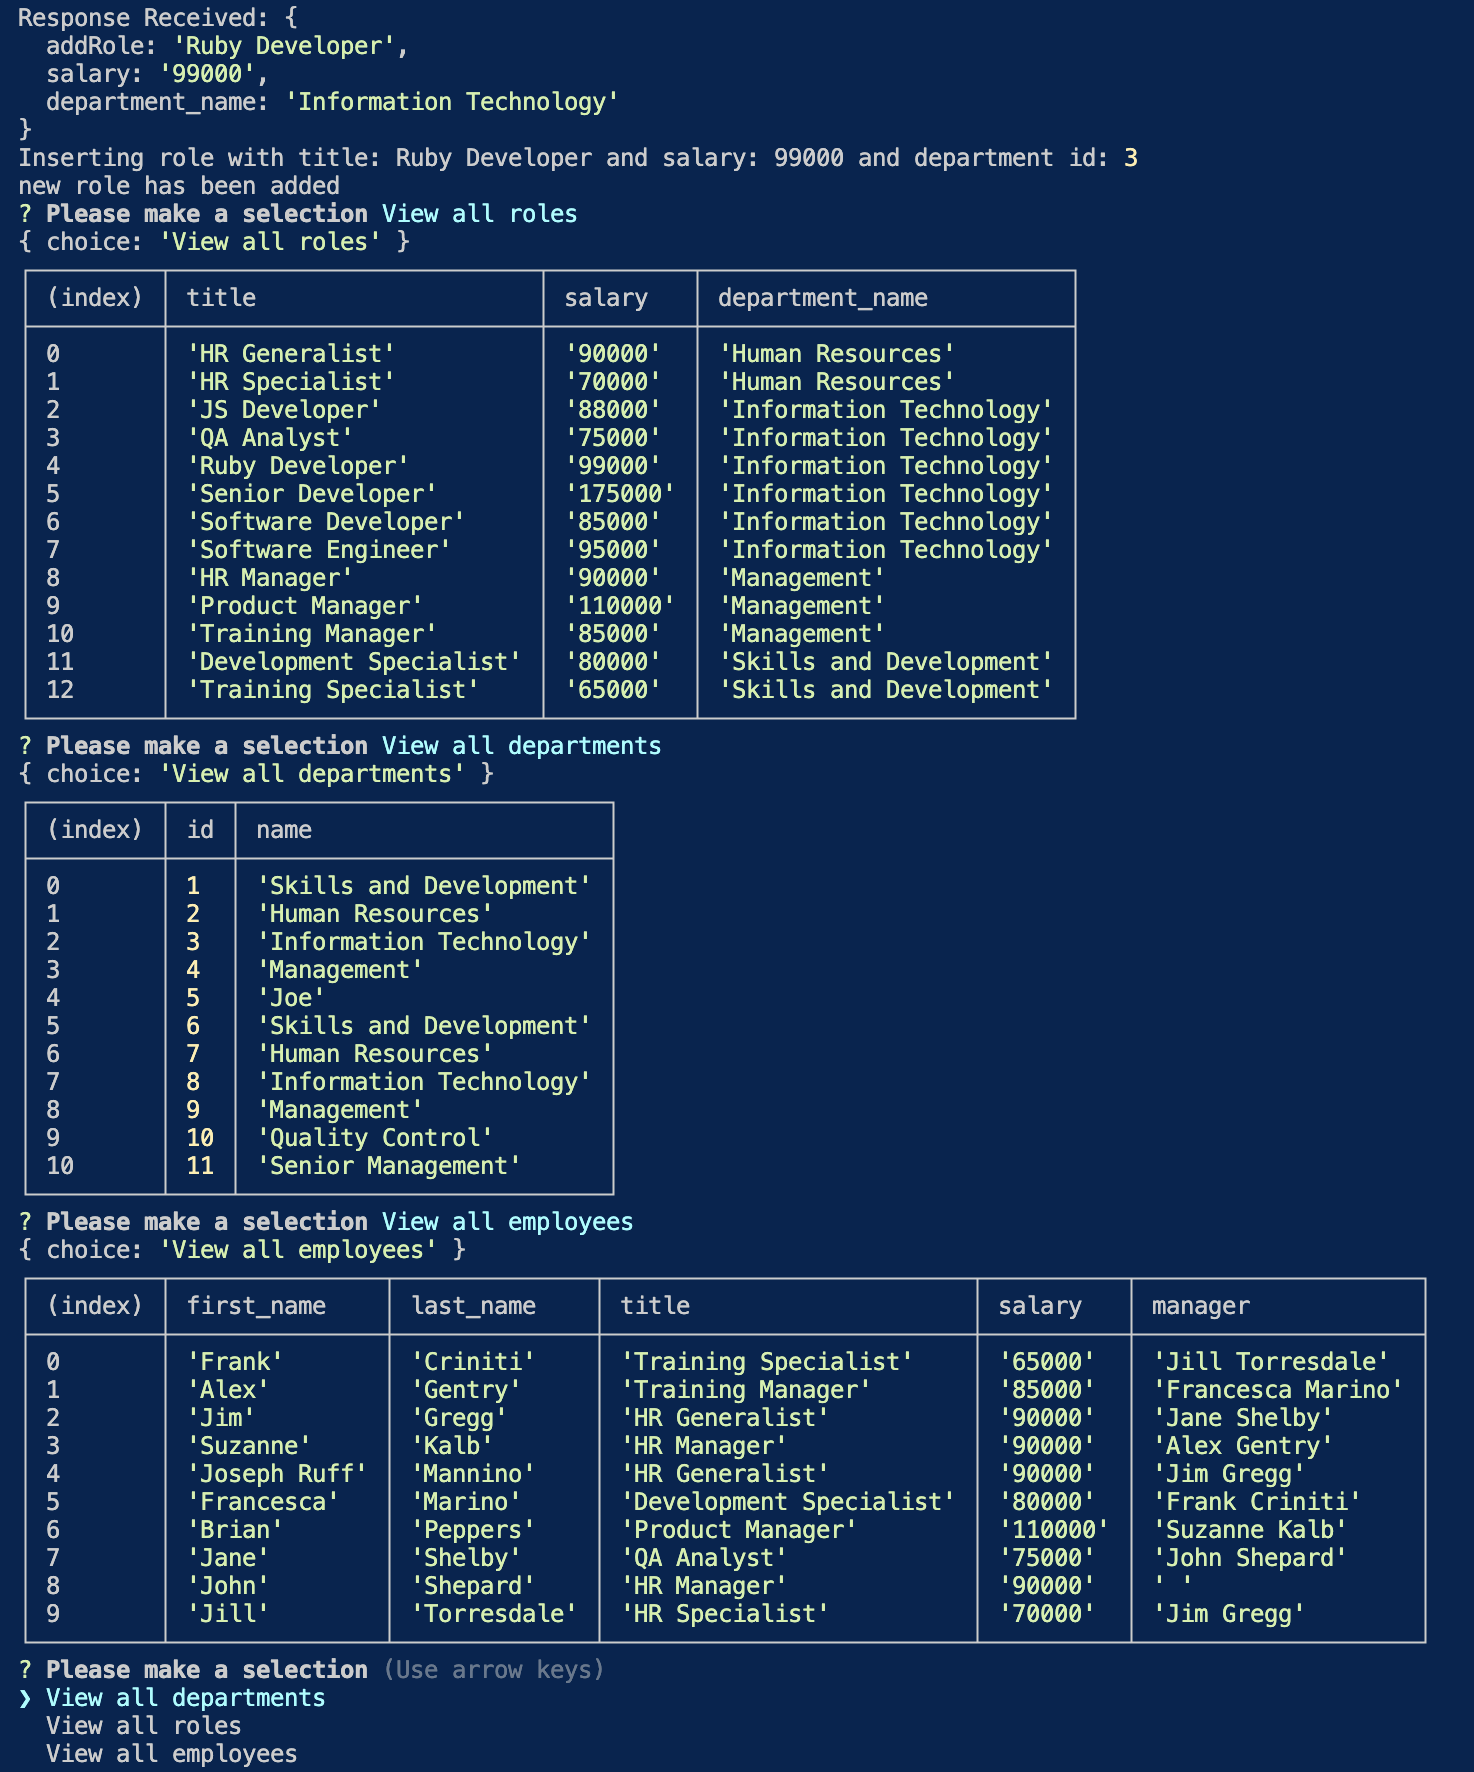 Response Received: {
addRole: 'Ruby Developer',
salary: '99000',
department_name: 'Information Technology'
}
Inserting role with title: Ruby Developer and salary: 99000 and department id: 3
new role has been added
? Please make a selection View all roles
{ choice: 'View all roles' }
(index) title salary department_name
0 'HR Generalist' '90000' 'Human Resources'
1 'HR Specialist' '70000' 'Human Resources'
2 'JS Developer' '88000' 'Information Technology'
3 'QA Analyst' '75000' 'Information Technology'
4 'Ruby Developer' '99000' 'Information Technology'
5 'Senior Developer' '175000' 'Information Technology'
6 'Software Developer' '85000' 'Information Technology'
7 'Software Engineer' '95000' 'Information Technology'
8 'HR Manager' '90000' 'Management'
9 'Product Manager' '110000' 'Management'
10 'Training Manager' '85000' 'Management'
11 'Development Specialist' '80000' 'Skills and Development'
12 'Training Specialist' '65000' 'Skills and Development'
? Please make a selection View all departments
{ choice: 'View all departments' }
(index) id name
0 1 'Skills and Development'
1 2 'Human Resources'
2 3 'Information Technology'
3 4 'Management'
4 5 'Joe'
5 6 'Skills and Development'
6 7 'Human Resources'
7 8 'Information Technology'
8 9 'Management'
9 10 'Quality Control'
10 11 'Senior Management'
? Please make a selection View all employees
{ choice: 'View all employees' }
(index) first_name last_name title salary manager
0 'Frank' 'Criniti' 'Training Specialist' '65000' 'Jill Torresdale'
1 'Alex' 'Gentry' 'Training Manager' '85000' 'Francesca Marino'
2 'Jim' 'Gregg' 'HR Generalist' '90000' 'Jane Shelby'
3 'Suzanne' 'Kalb' 'HR Manager' '90000' 'Alex Gentry'
4 'Joseph Ruff' 'Mannino' 'HR Generalist' '90000' 'Jim Gregg'
5 'Francesca' 'Marino' 'Development Specialist' '80000' 'Frank Criniti'
6 'Brian' 'Peppers' 'Product Manager' '110000' 'Suzanne Kalb'
7 'Jane' 'Shelby' 'QA Analyst' '75000' 'John Shepard'
8 'John' 'Shepard' 'HR Manager' '90000' ' '
9 'Jill' 'Torresdale' 'HR Specialist' '70000' 'Jim Gregg'
? Please make a selection (Use arrow keys)
❯ View all departments
View all roles
View all employees